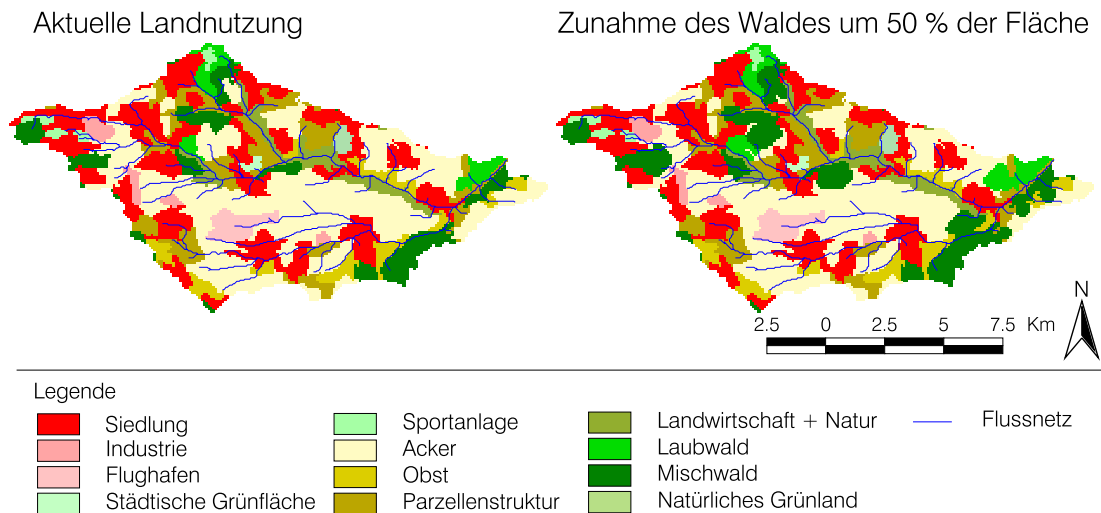 Aktuelle Landnutzung
Zunahme des Waldes um 50 % der Fläche
N
2.5 0 2.5 5 7.5 Km
Legende
Siedlung
Industrie
Flughafen
Städtische Grünfläche
Sportanlage
Acker
Obst
Parzellenstruktur
Landwirtschaft + Natur
Laubwald
Mischwald
Natürliches Grünland
Flussnetz